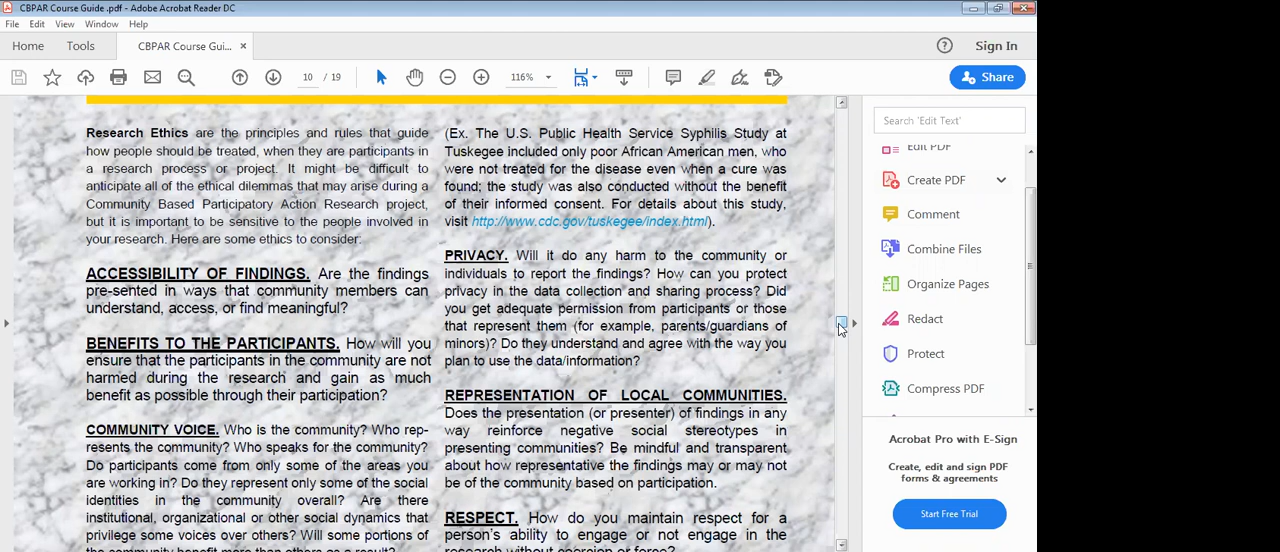 CBPAR Course Guide .pdf - Adobe Acrobat Reader DC
File Edit View Window Help
Home Tools CBPAR Course Gui... ×
Sign In
10 / 19
116%
Share
Research Ethics are the principles and rules that guide
how people should be treated, when they are participants in
a research process or project. It might be difficult to
anticipate all of the ethical dilemmas that may arise during a
Community Based Participatory Action Research project,
but it is important to be sensitive to the people involved in
your research. Here are some ethics to consider:
ACCESSIBILITY OF FINDINGS. Are the findings
pre-sented in ways that community members can
understand, access, or find meaningful?
BENEFITS TO THE PARTICIPANTS. How will you
ensure that the participants in the community are not
harmed during the research and gain as much
benefit as possible through their participation?
COMMUNITY VOICE. Who is the community? Who rep-
resents the community? Who speaks for the community?
Do participants come from only some of the areas you
are working in? Do they represent only some of the social
identities in the community overall? Are there
institutional, organizational or other social dynamics that
privilege some voices over others? Will some portions of
the community benefit more than others as a result?
(Ex. The U.S. Public Health Service Syphilis Study at
Tuskegee included only poor African American men, who
were not treated for the disease even when a cure was
found; the study was also conducted without the benefit
of their informed consent. For details about this study,
visit http://www.cdc.gov/tuskegee/index.html).
PRIVACY. Will it do any harm to the community or
individuals to report the findings? How can you protect
privacy in the data collection and sharing process? Did
you get adequate permission from participants or those
that represent them (for example, parents/guardians of
minors)? Do they understand and agree with the way you
plan to use the data/information?
REPRESENTATION OF LOCAL COMMUNITIES.
Does the presentation (or presenter) of findings in any
way reinforce negative social stereotypes in
presenting communities? Be mindful and transparent
about how representative the findings may or may not
be of the community based on participation.
RESPECT. How do you maintain respect for a
person's ability to engage or not engage in the
research without coercion or force?
Search 'Edit Text'
Edit PDF
Create PDF
Comment
Combine Files
Organize Pages
Redact
Protect
Compress PDF
Acrobat Pro with E-Sign
Create, edit and sign PDF
forms & agreements
Start Free Trial